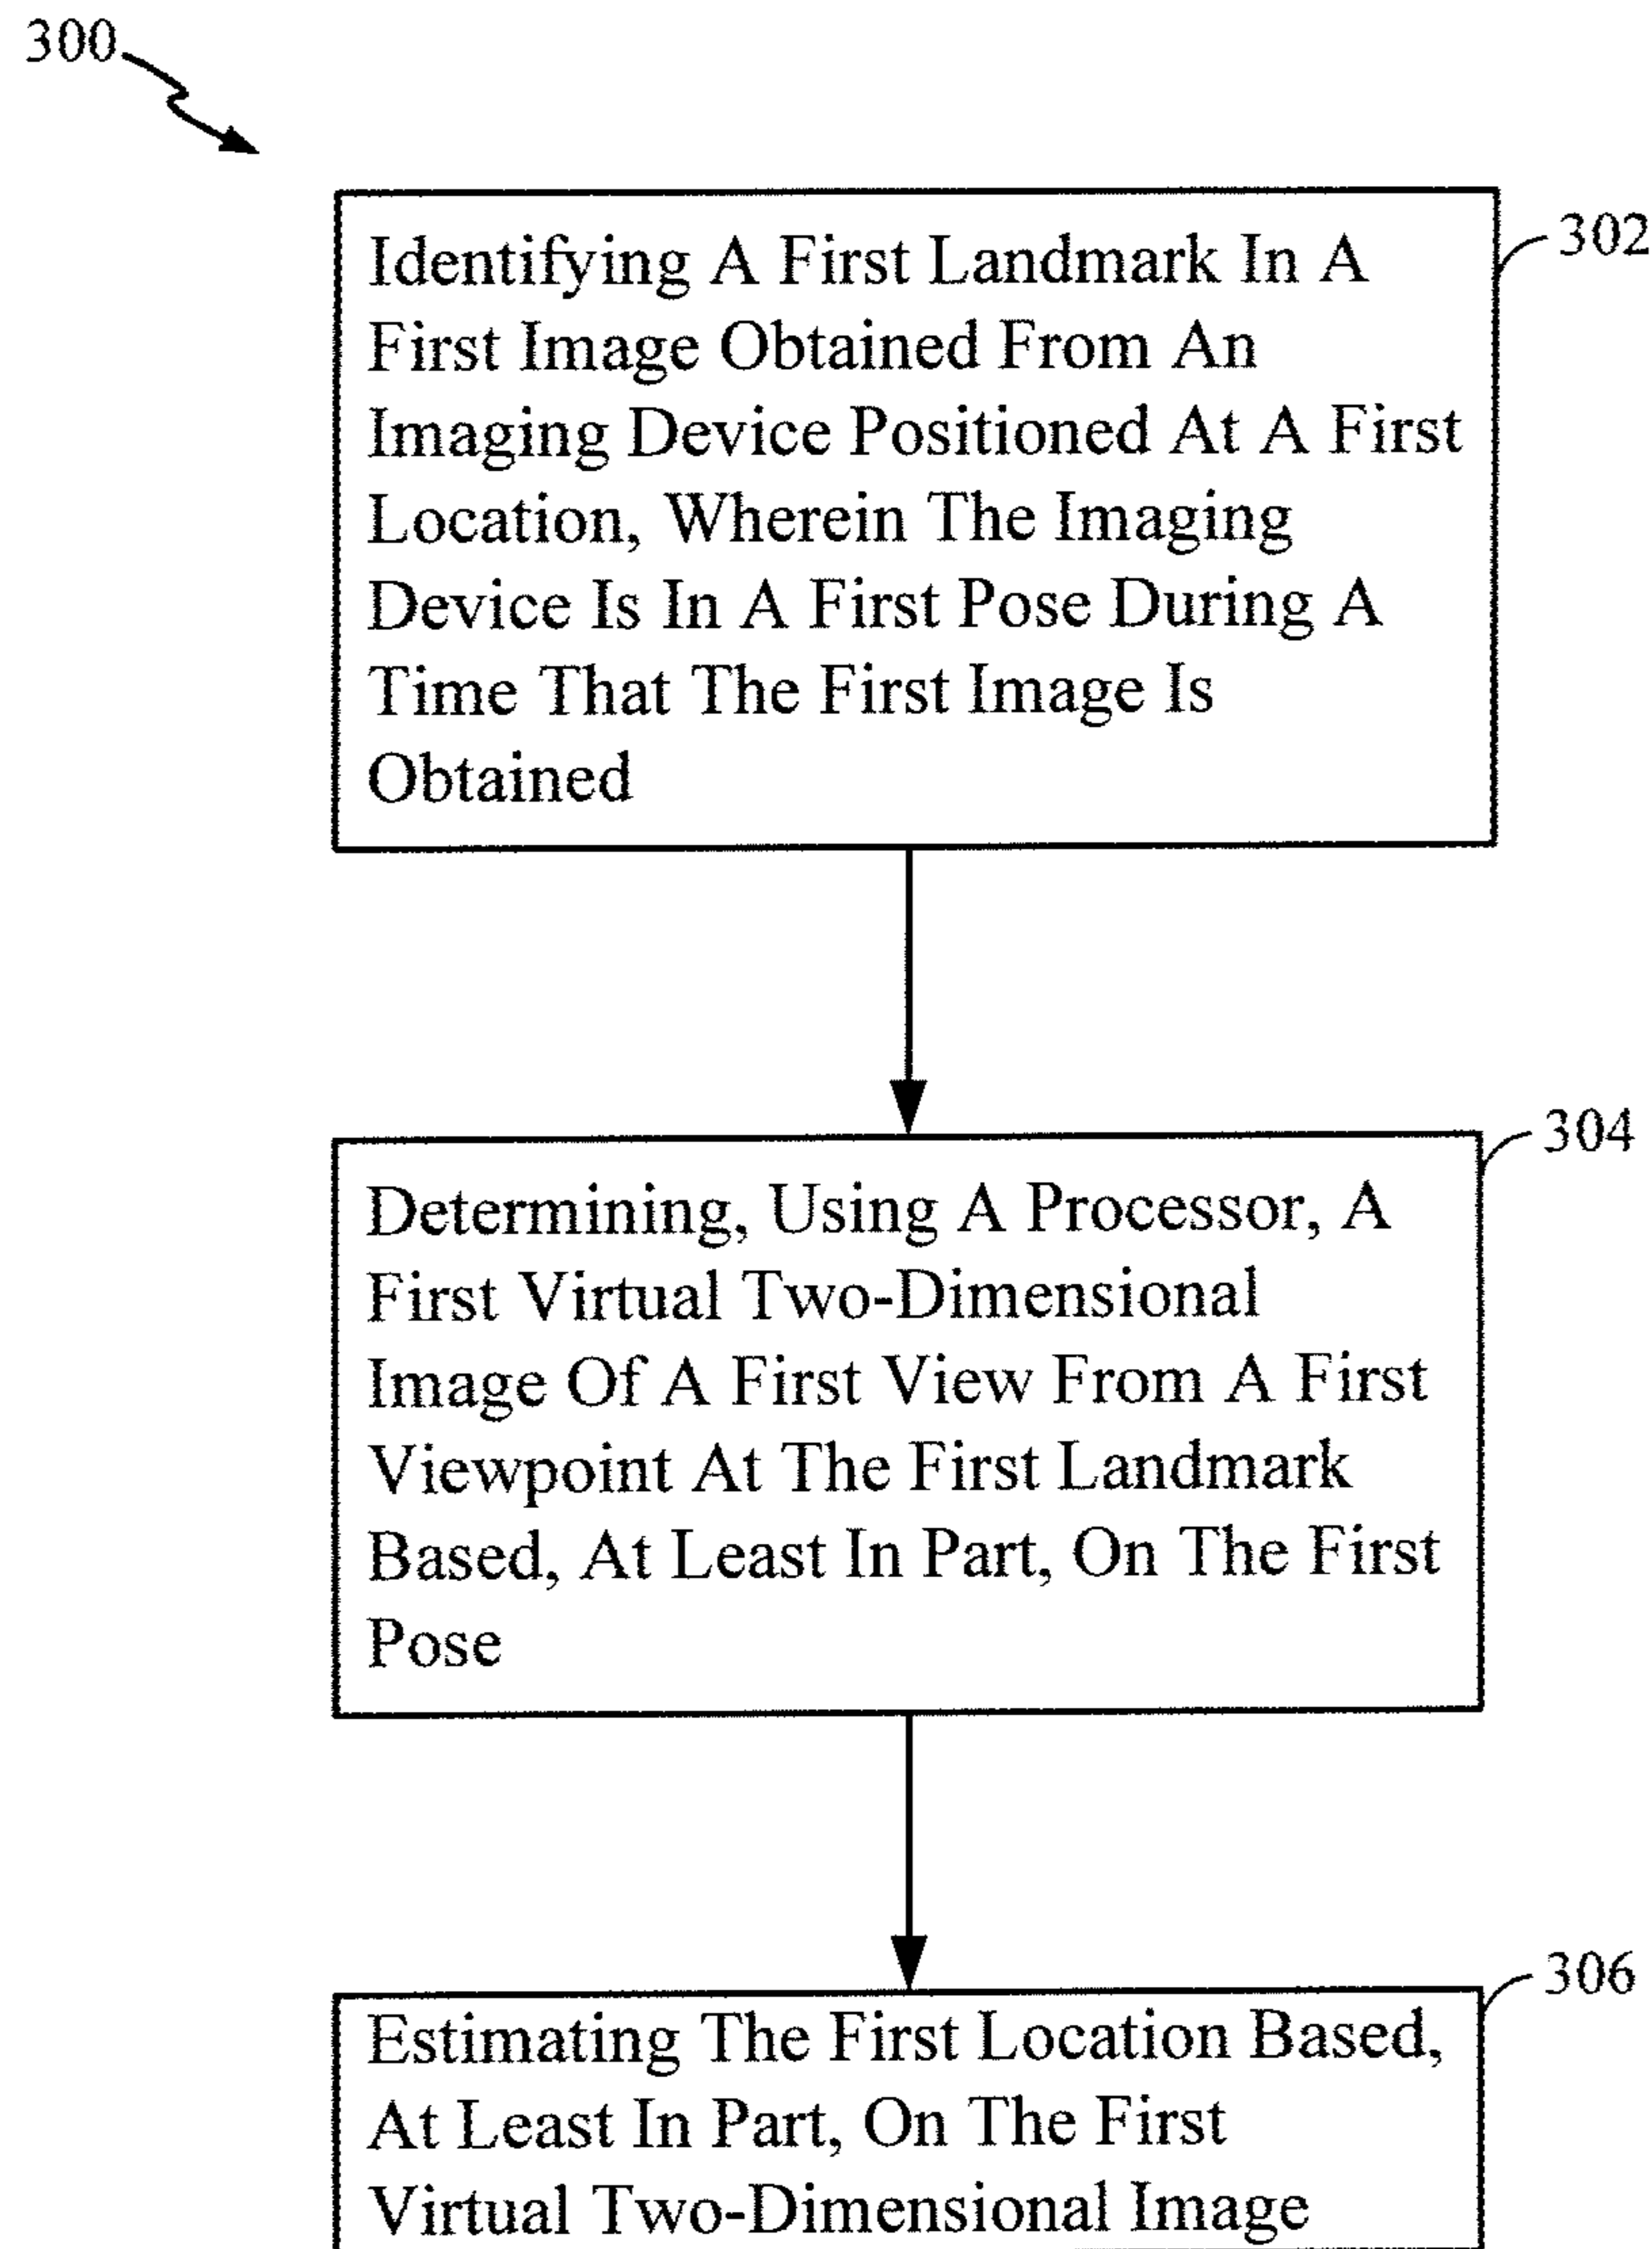 300
302
Identifying A First Landmark In A
First Image Obtained From An
Imaging Device Positioned At A First
Location, Wherein The Imaging
Device Is In A First Pose During A
Time That The First Image Is
Obtained
304
Determining, Using A Processor, A
First Virtual Two-Dimensional
Image Of A First View From A First
Viewpoint At The First Landmark
Based, At Least In Part, On The First
Pose
306
Estimating The First Location Based,
At Least In Part, On The First
Virtual Two-Dimensional Image